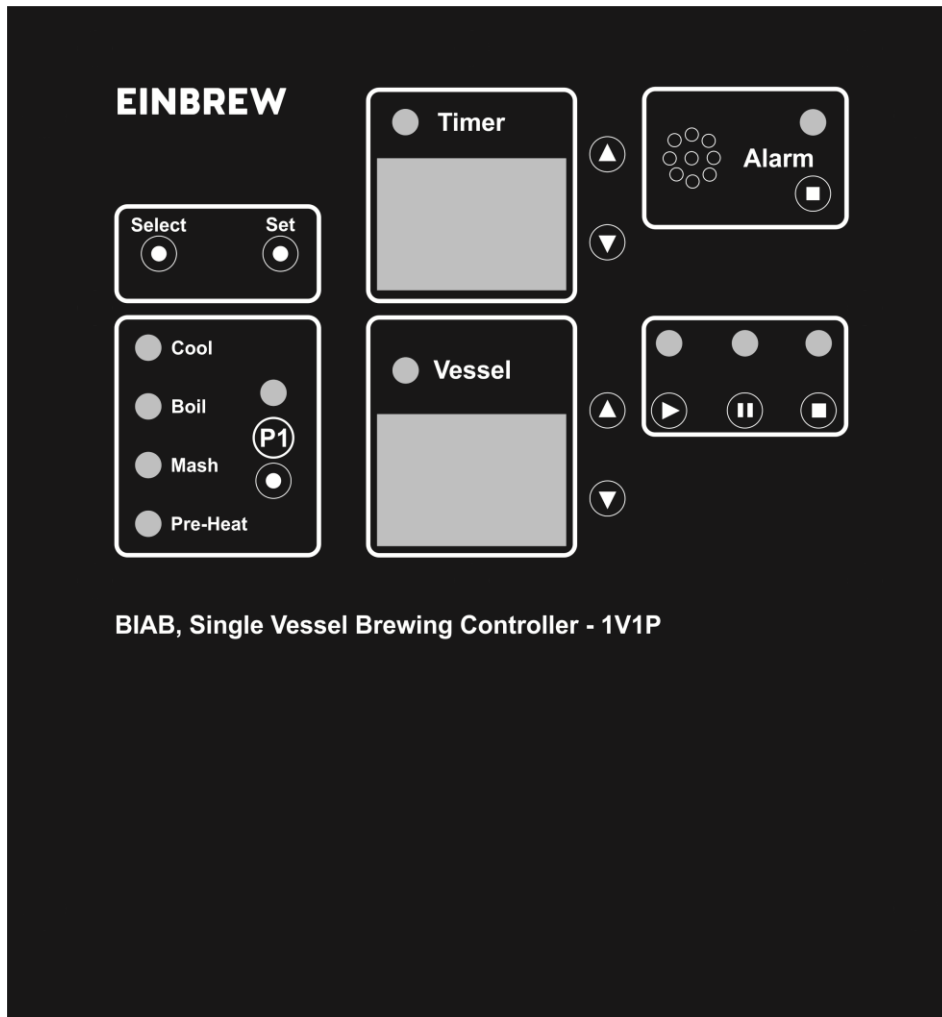 EINBREW
Timer
Alarm
Select Set
Cool
Boil
P1
Mash
Pre-Heat
Vessel
BIAB, Single Vessel Brewing Controller - 1V1P